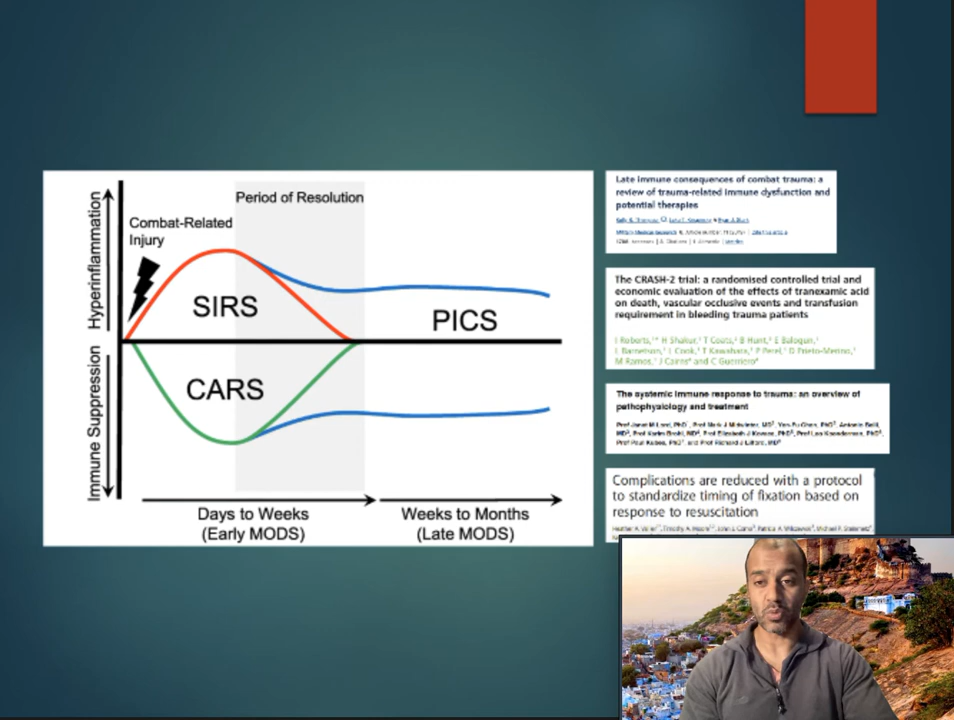 Period of Resolution
Combat-Related
Injury
Hyperinflammation
SIRS
PICS
CARS
Immune Suppression
Days to Weeks
(Early MODS)
Weeks to Months
(Late MODS)
Late immune consequences of combat trauma: a
review of trauma-related immune dysfunction and
potential therapies
The CRASH-2 trial: a randomised controlled trial and
economic evaluation of the effects of tranexamic acid
on death, vascular occlusive events and transfusion
requirement in bleeding trauma patients
I Roberts, H Shakur, T Coats, B Hunt, E Balogun,
L Barnetson, L Cook, T Kawahara, P Perel, D Prieto-Merino,
M Ramos, J Cairns and C Guerriero
The systemic immune response to trauma: an overview of
pathophysiology and treatment
Complications are reduced with a protocol
to standardize timing of fixation based on
response to resuscitation